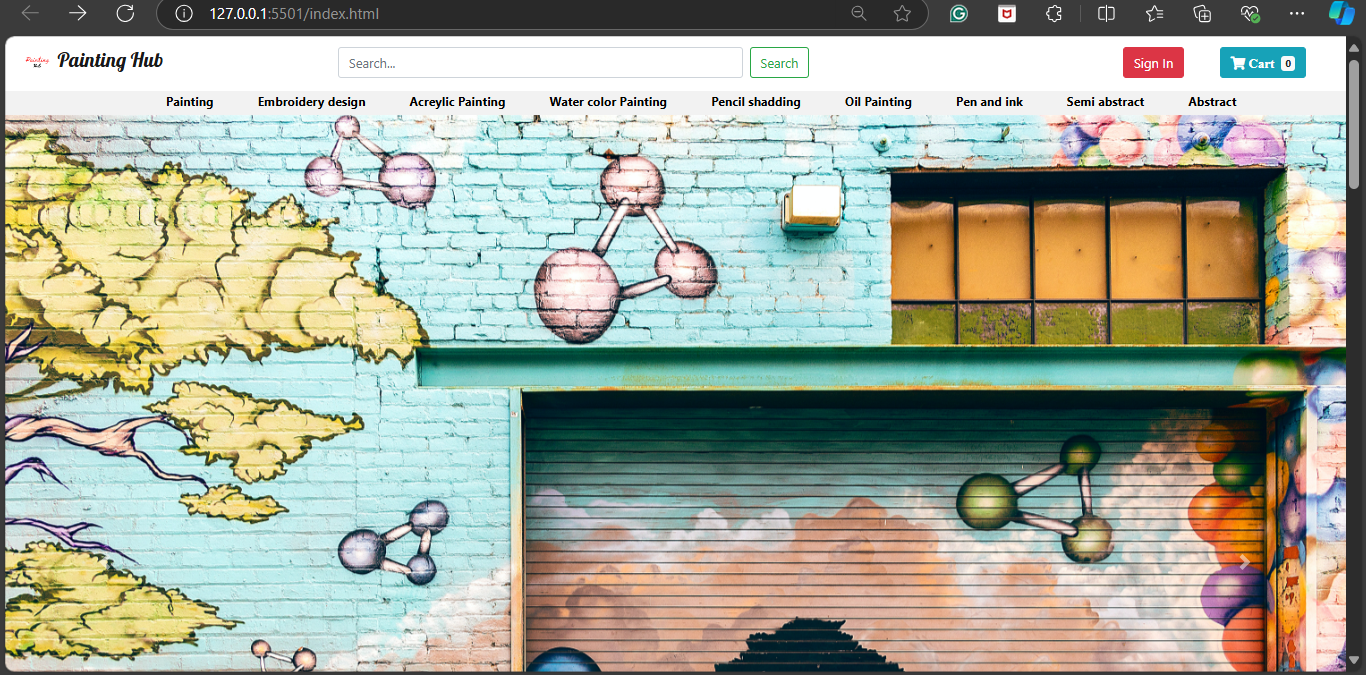 127.0.0.1:5501/index.html
Painting Hub Painting Hub Search... Search Sign In Cart 0
Painting Embroidery design Acreylic Painting Water color Painting Pencil shadding Oil Painting Pen and ink Semi abstract Abstract